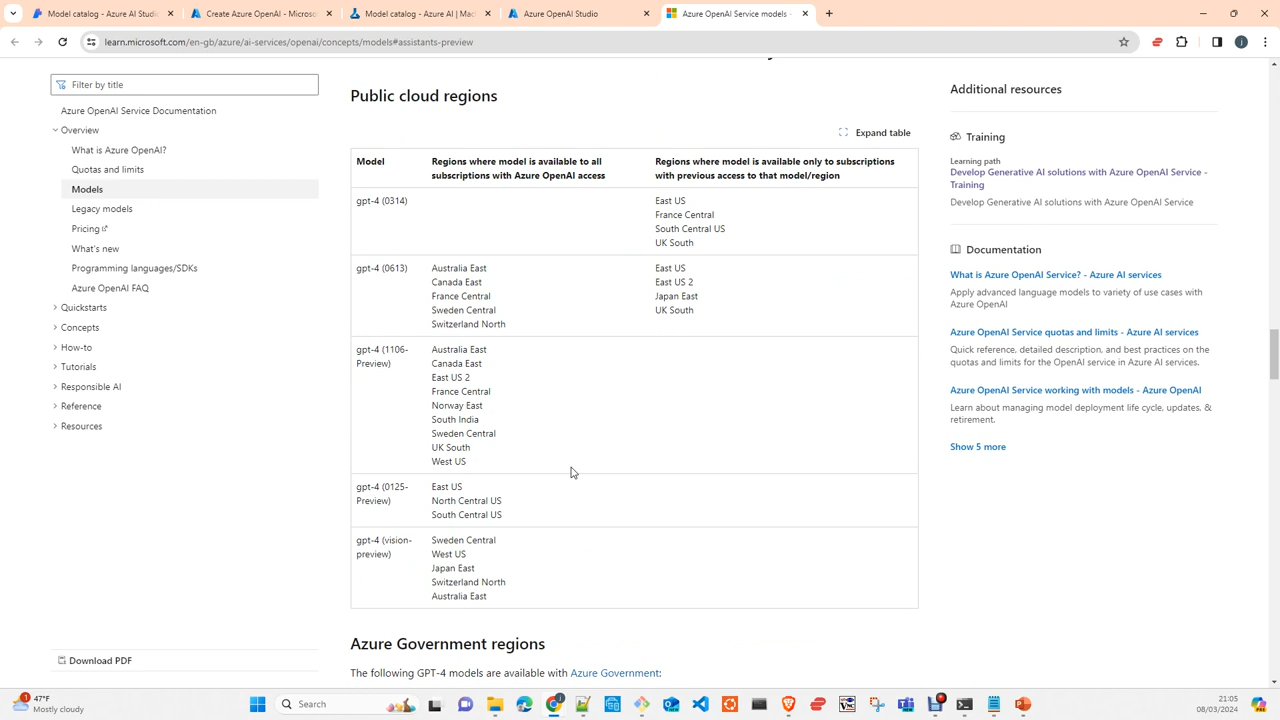 Model catalog - Azure AI Studio
Create Azure OpenAI - Microsoft
Model catalog - Azure AI | Mach
Azure OpenAI Studio
Azure OpenAI Service models -
learn.microsoft.com/en-gb/azure/ai-services/openai/concepts/models#assistants-preview
Filter by title
Azure OpenAI Service Documentation
Overview
What is Azure OpenAI?
Quotas and limits
Models
Legacy models
Pricing
What's new
Programming languages/SDKs
Azure OpenAI FAQ
Quickstarts
Concepts
How-to
Tutorials
Responsible AI
Reference
Resources
Download PDF
Public cloud regions
Expand table
Model
Regions where model is available to all
subscriptions with Azure OpenAI access
Regions where model is available only to subscriptions
with previous access to that model/region
gpt-4 (0314)
East US
France Central
South Central US
UK South
gpt-4 (0613)
Australia East
Canada East
France Central
Sweden Central
Switzerland North
East US
East US 2
Japan East
UK South
gpt-4 (1106-
Preview)
Australia East
Canada East
East US 2
France Central
Norway East
South India
Sweden Central
UK South
West US
gpt-4 (0125-
Preview)
East US
North Central US
South Central US
gpt-4 (vision-
preview)
Sweden Central
West US
Japan East
Switzerland North
Australia East
Azure Government regions
The following GPT-4 models are available with Azure Government:
Additional resources
Training
Learning path
Develop Generative AI solutions with Azure OpenAI Service -
Training
Develop Generative AI solutions with Azure OpenAI Service
Documentation
What is Azure OpenAI Service? - Azure AI services
Apply advanced language models to variety of use cases with
Azure OpenAI
Azure OpenAI Service quotas and limits - Azure AI services
Quick reference, detailed description, and best practices on the
quotas and limits for the OpenAI service in Azure AI services.
Azure OpenAI Service working with models - Azure OpenAI
Learn about managing model deployment life cycle, updates, &
retirement.
Show 5 more
1
47°F
Mostly cloudy
Search
21:05
08/03/2024